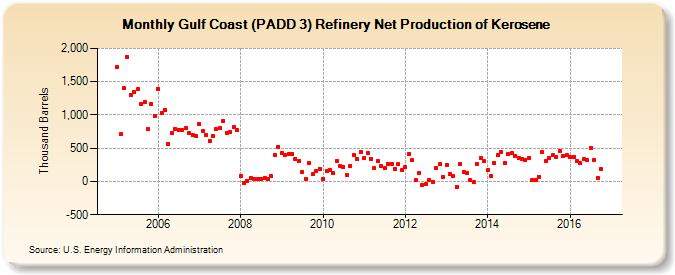 Monthly Gulf Coast (PADD 3) Refinery Net Production of Kerosene
Thousand Barrels
2,000
1,500
1,000
500
0
-500
2006 2008 2010 2012 2014 2016
Source: U.S. Energy Information Administration